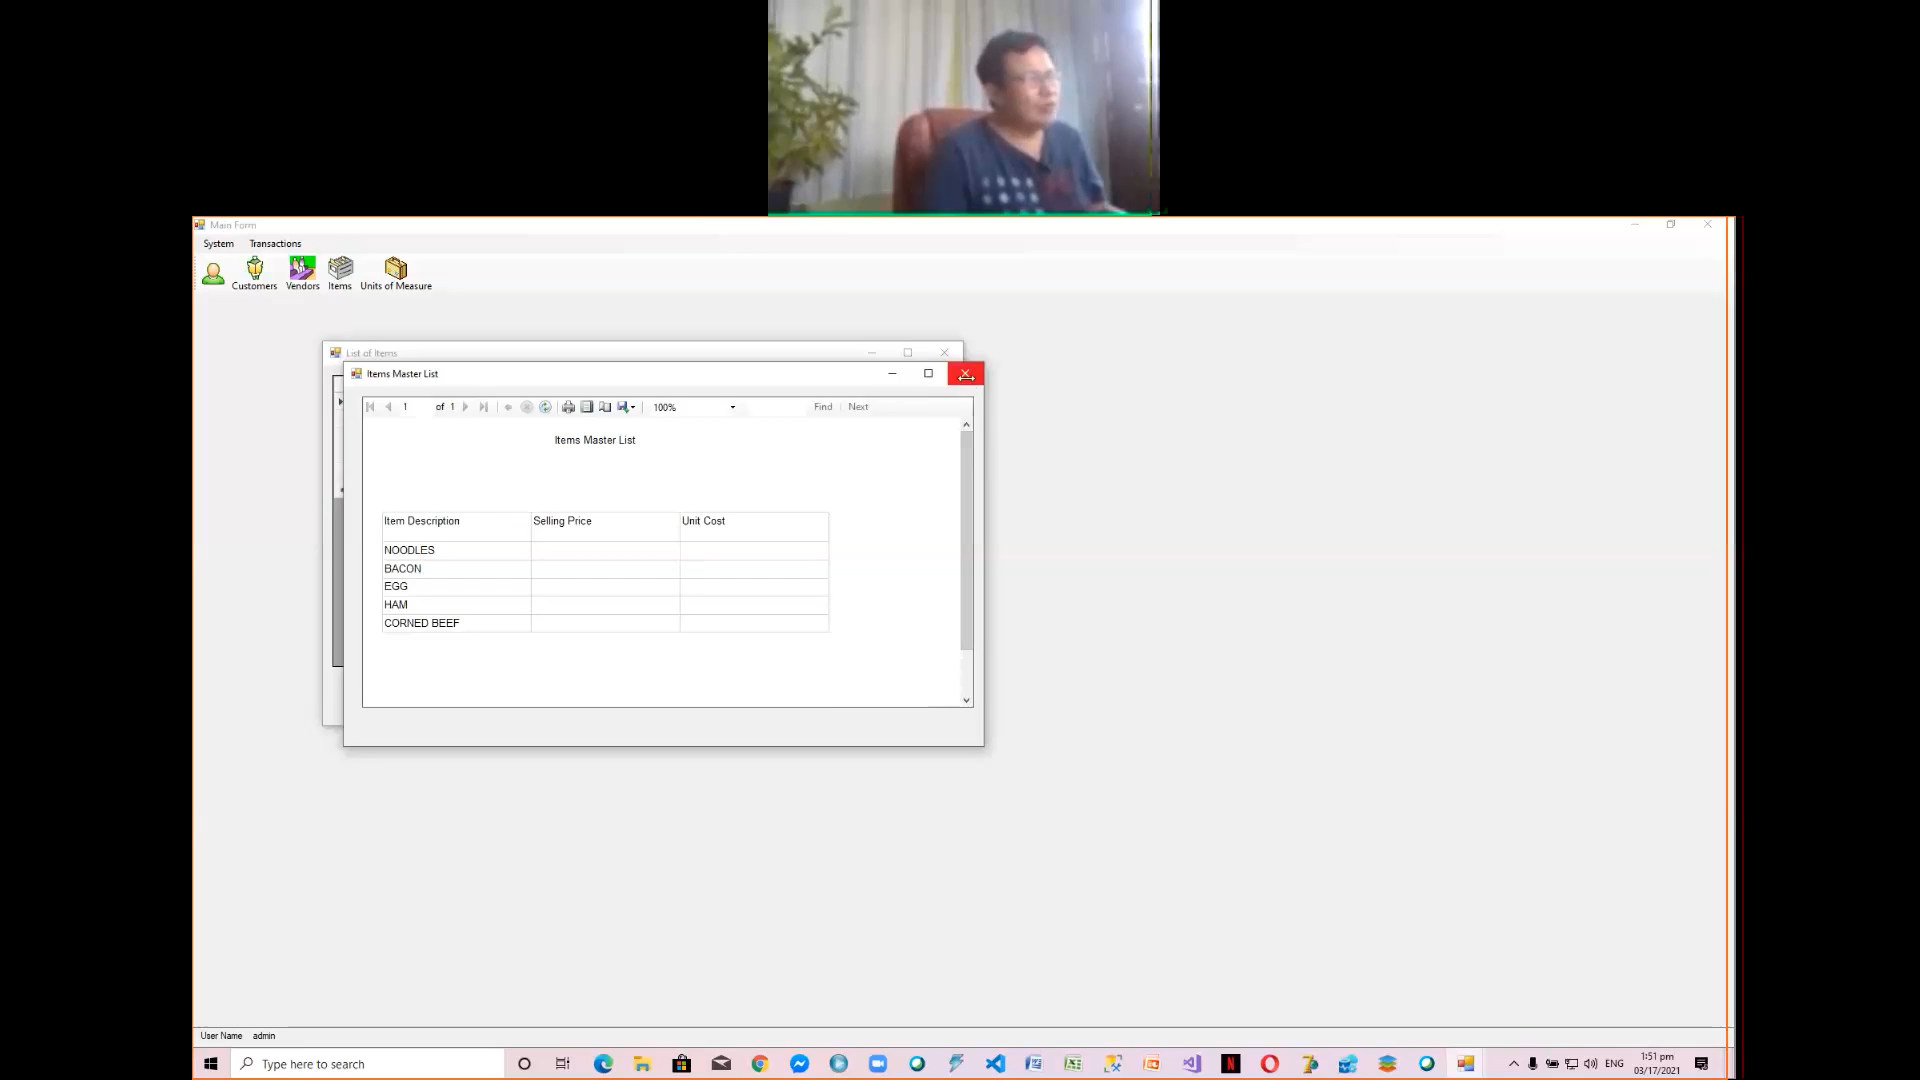 Main Form
System Transactions
Customers Vendors Items Units of Measure
List of Items
Items Master List
1 of 1 100% Find Next
Items Master List
Item Description Selling Price Unit Cost
NOODLES
BACON
EGG
HAM
CORNED BEEF
User Name admin
Type here to search
ENG
1:51 pm
03/17/2021